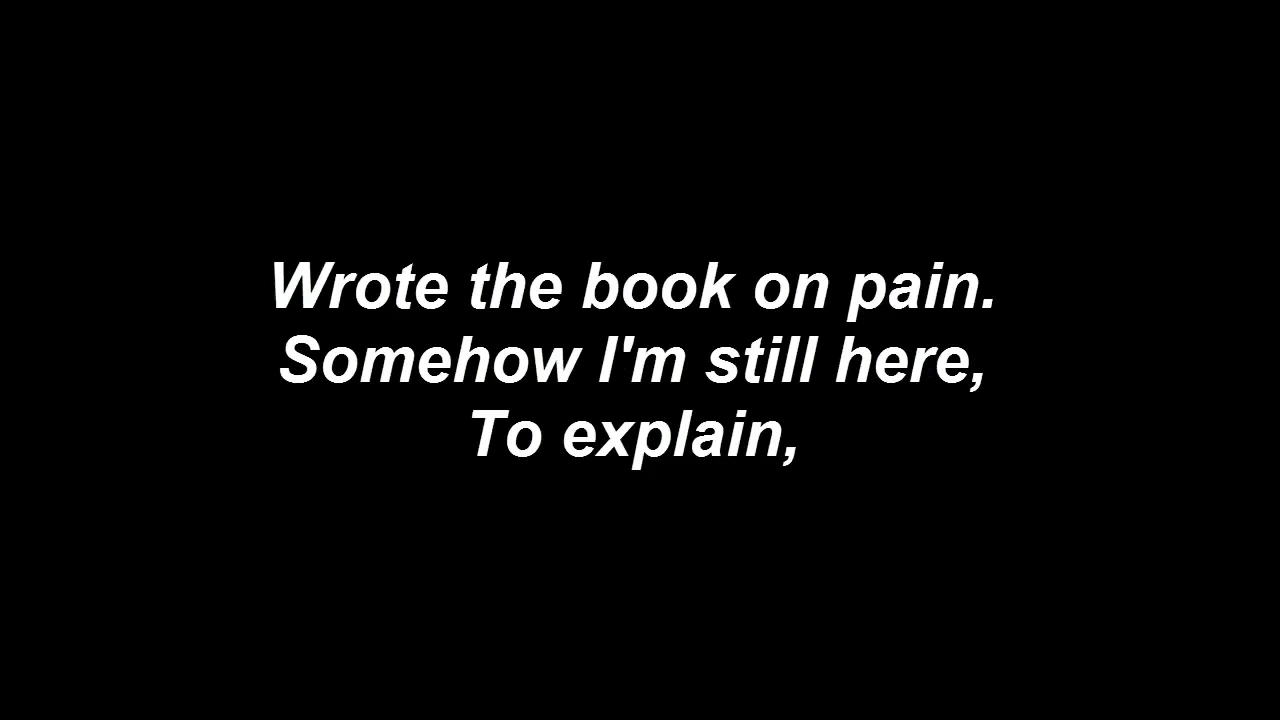 Wrote the book on pain.
Somehow I'm still here,
To explain,